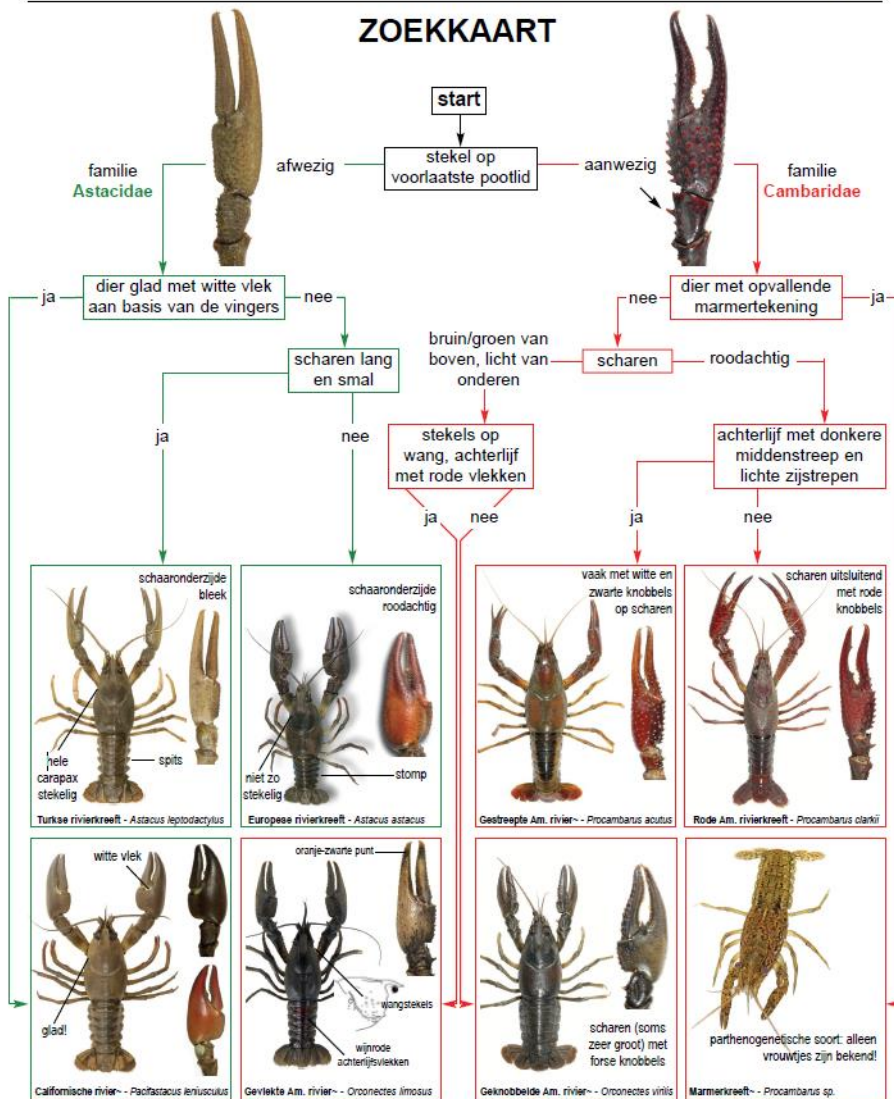 ZOEKKAART
start
stekel op
voorlaatste pootlid
afwezig
aanwezig
familie
Astacidae
familie
Cambaridae
dier glad met witte vlek
aan basis van de vingers
ja
nee
dier met opvallende
marmertekening
nee
ja
scharen lang
en smal
ja
nee
bruin/groen van
boven, licht van
onderen
scharen
roodachtig
stekels op
wang, achterlijf
met rode vlekken
ja
nee
achterlijf met donkere
middenstreep en
lichte zijstrepen
ja
nee
schaaronderzijde
bleek
hele
carapax
stekelig
spits
Turkse rivierkreeft - Astacus leptodactylus
schaaronderzijde
roodachtig
niet zo
stekelig
stomp
Europese rivierkreeft - Astacus astacus
vaak met witte en
zwarte knobbels
op scharen
Gestreepte Am. rivier~ - Procambarus acutus
scharen uitsluitend
met rode
knobbels
Rode Am. rivierkreeft - Procambarus clarkii
witte vlek
glad!
Californische rivier~ - Pacifastacus leniusculus
oranje-zwarte punt
wangstekels
wijnrode
achterlijfsvlekken
Gevlekte Am. rivier~ - Orconectes limosus
scharen (soms
zeer groot) met
forse knobbels
Geknobbelde Am. rivier~ - Orconectes virilis
parthenogenetische soort: alleen
vrouwtjes zijn bekend!
Marmerkreeft~ - Procambarus sp.